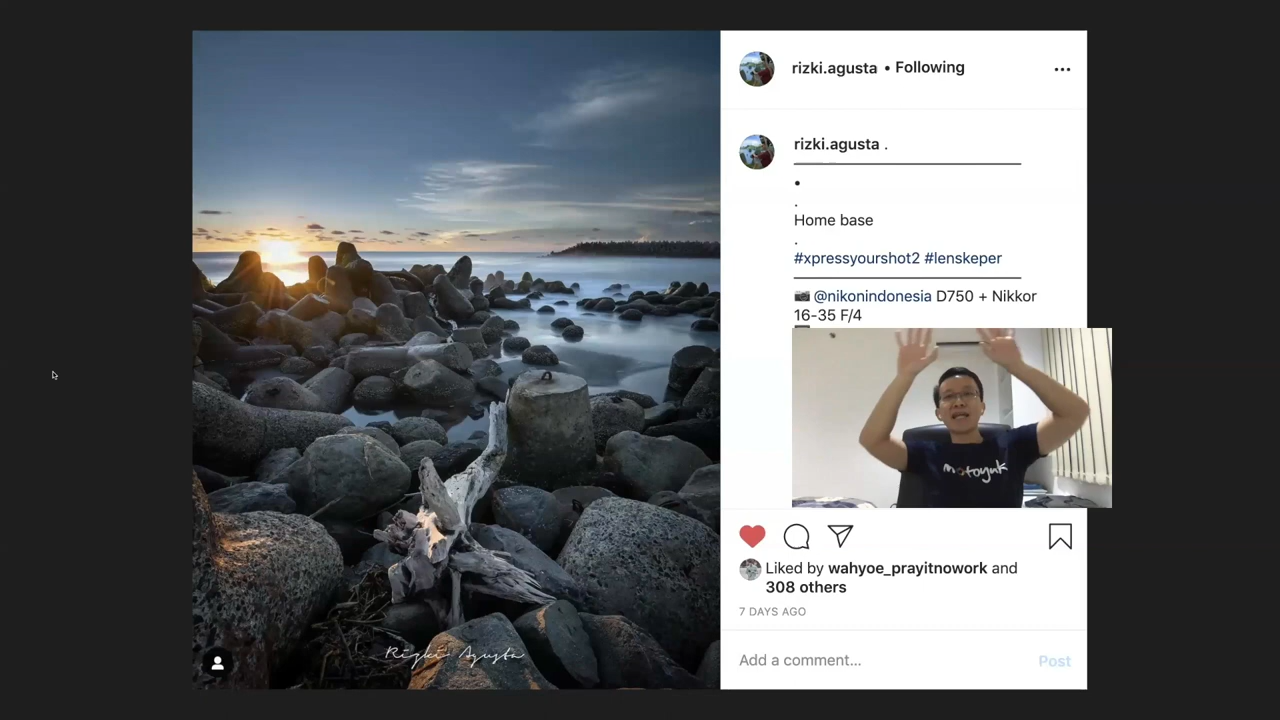 rizki.agusta • Following
rizki.agusta .
•
.
Home base
.
#xpressyourshot2 #lenskeper
@nikonindonesia D750 + Nikkor
16-35 F/4
motoyuk
Liked by wahyoe_prayitnowork and
308 others
7 DAYS AGO
Add a comment...
Post
Rizki Agusta